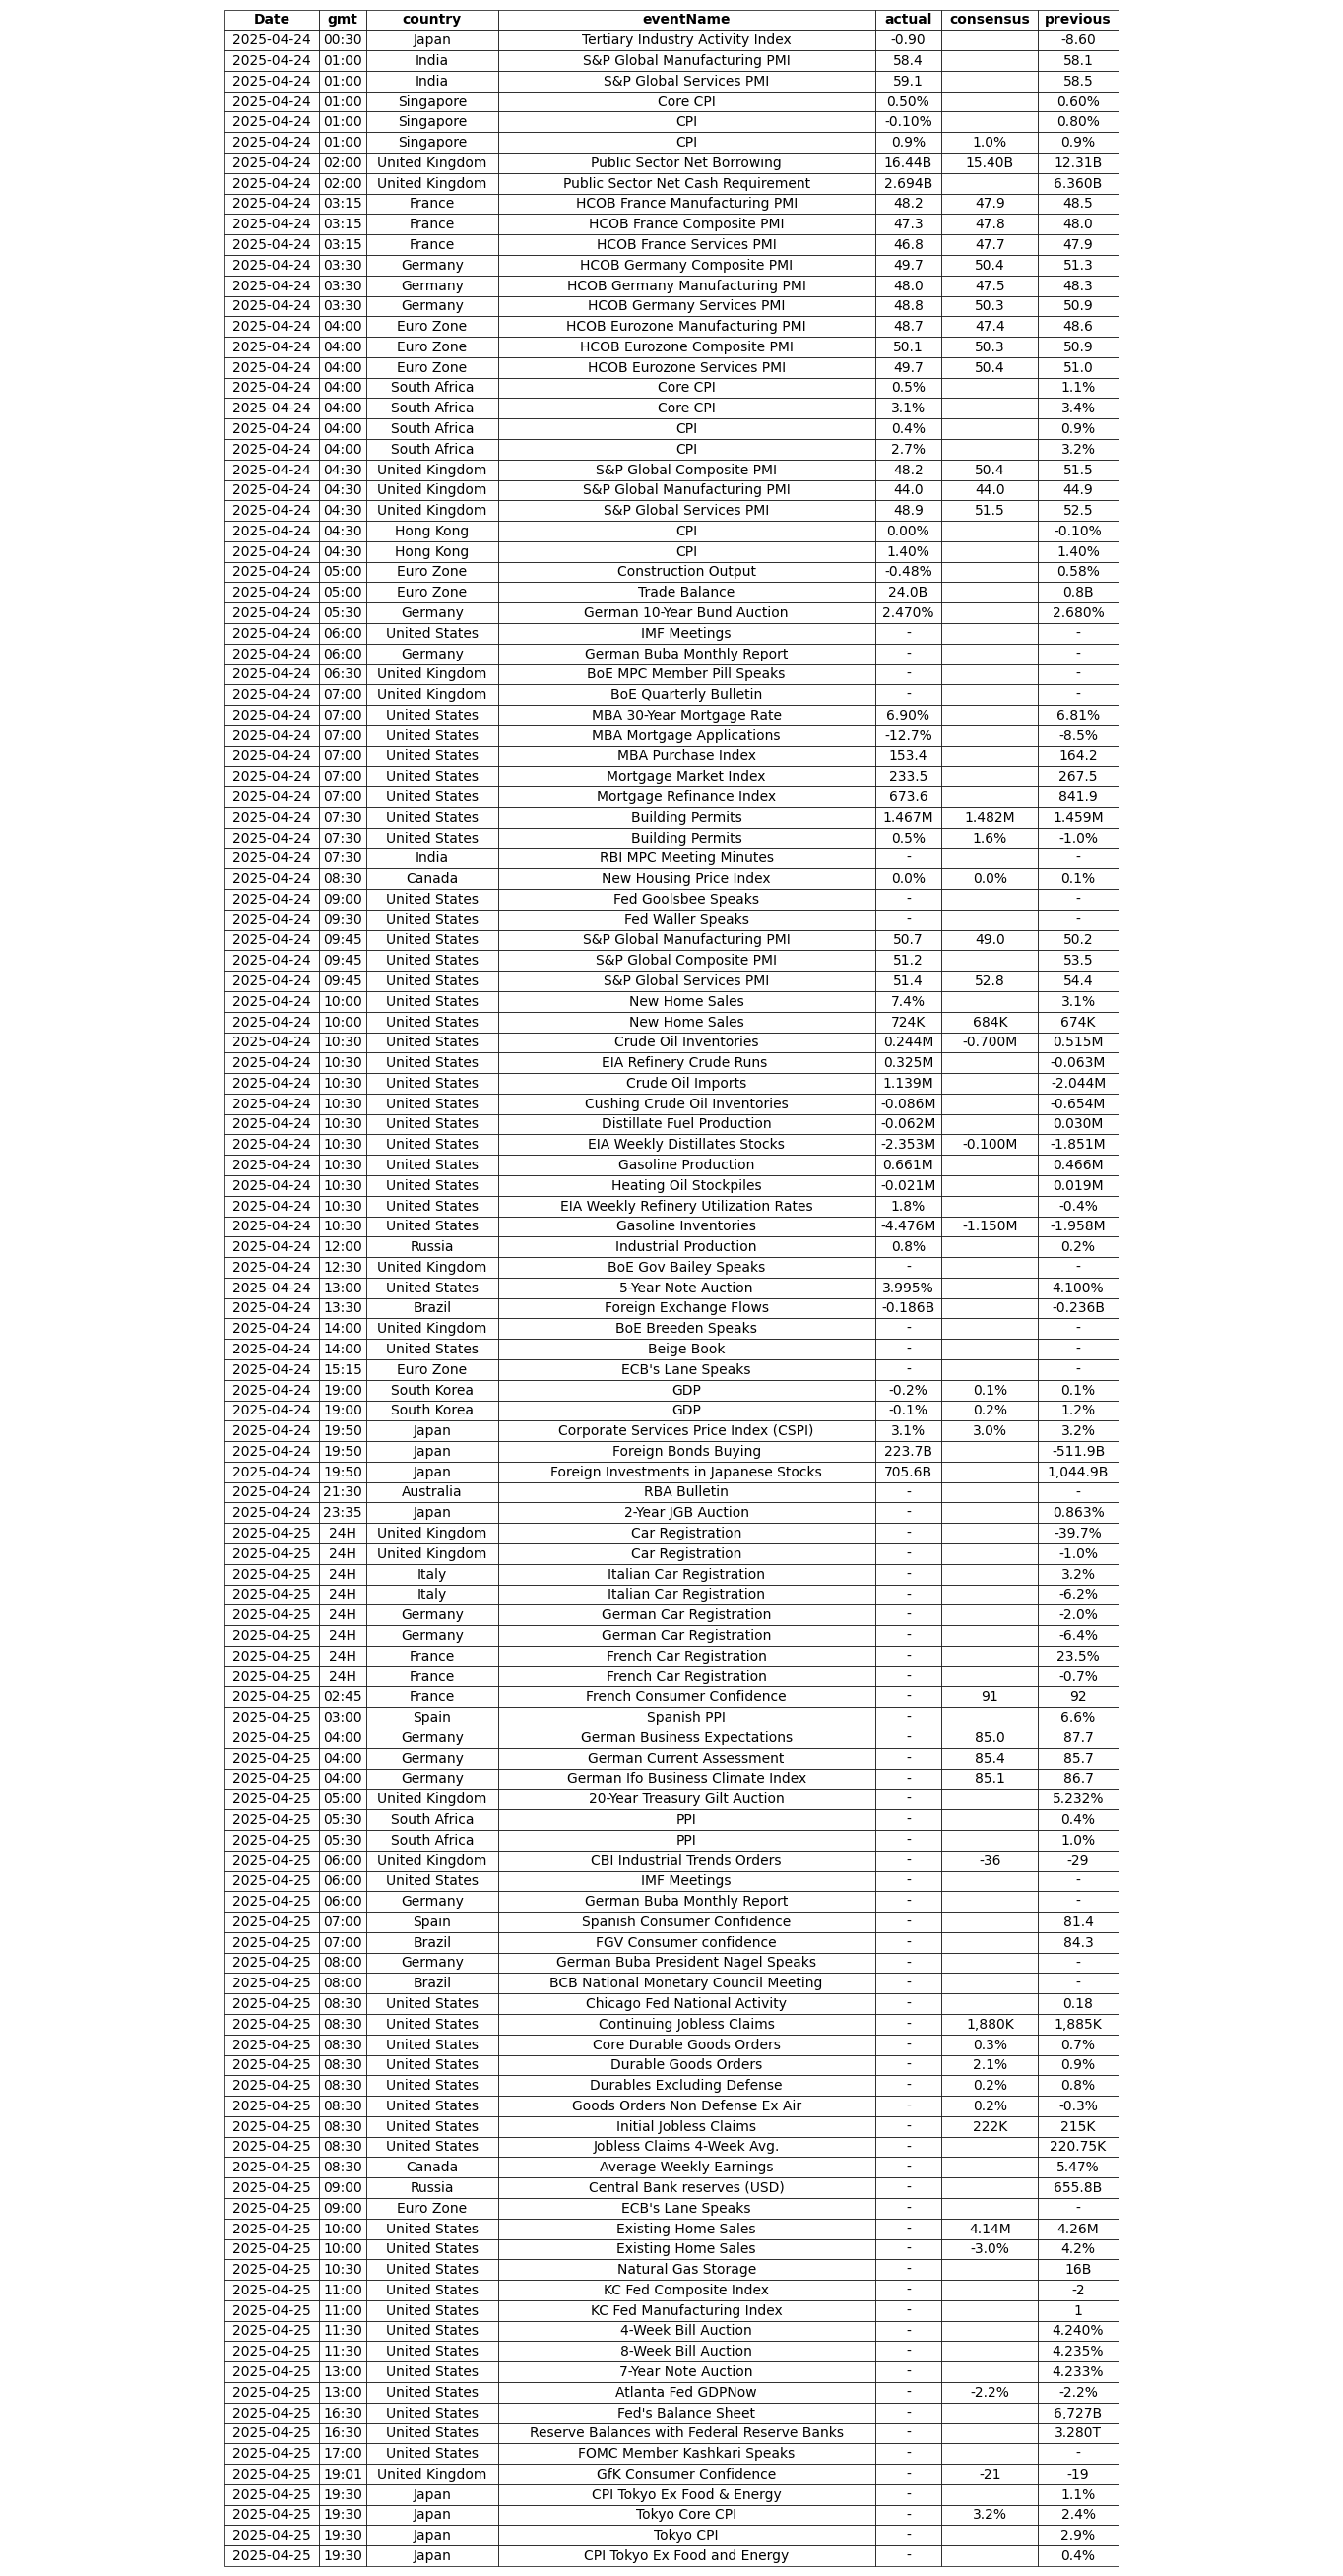 Date gmt country eventName actual consensus previous
2025-04-24 00:30 Japan Tertiary Industry Activity Index -0.90 -8.60
2025-04-24 01:00 India S&P Global Manufacturing PMI 58.4 58.1
2025-04-24 01:00 India S&P Global Services PMI 59.1 58.5
2025-04-24 01:00 Singapore Core CPI 0.50% 0.60%
2025-04-24 01:00 Singapore CPI -0.10% 0.80%
2025-04-24 01:00 Singapore CPI 0.9% 1.0% 0.9%
2025-04-24 02:00 United Kingdom Public Sector Net Borrowing 16.44B 15.40B 12.31B
2025-04-24 02:00 United Kingdom Public Sector Net Cash Requirement 2.694B 6.360B
2025-04-24 03:15 France HCOB France Manufacturing PMI 48.2 47.9 48.5
2025-04-24 03:15 France HCOB France Composite PMI 47.3 47.8 48.0
2025-04-24 03:15 France HCOB France Services PMI 46.8 47.7 47.9
2025-04-24 03:30 Germany HCOB Germany Composite PMI 49.7 50.4 51.3
2025-04-24 03:30 Germany HCOB Germany Manufacturing PMI 48.0 47.5 48.3
2025-04-24 03:30 Germany HCOB Germany Services PMI 48.8 50.3 50.9
2025-04-24 04:00 Euro Zone HCOB Eurozone Manufacturing PMI 48.7 47.4 48.6
2025-04-24 04:00 Euro Zone HCOB Eurozone Composite PMI 50.1 50.3 50.9
2025-04-24 04:00 Euro Zone HCOB Eurozone Services PMI 49.7 50.4 51.0
2025-04-24 04:00 South Africa Core CPI 0.5% 1.1%
2025-04-24 04:00 South Africa Core CPI 3.1% 3.4%
2025-04-24 04:00 South Africa CPI 0.4% 0.9%
2025-04-24 04:00 South Africa CPI 2.7% 3.2%
2025-04-24 04:30 United Kingdom S&P Global Composite PMI 48.2 50.4 51.5
2025-04-24 04:30 United Kingdom S&P Global Manufacturing PMI 44.0 44.0 44.9
2025-04-24 04:30 United Kingdom S&P Global Services PMI 48.9 51.5 52.5
2025-04-24 04:30 Hong Kong CPI 0.00% -0.10%
2025-04-24 04:30 Hong Kong CPI 1.40% 1.40%
2025-04-24 05:00 Euro Zone Construction Output -0.48% 0.58%
2025-04-24 05:00 Euro Zone Trade Balance 24.0B 0.8B
2025-04-24 05:30 Germany German 10-Year Bund Auction 2.470% 2.680%
2025-04-24 06:00 United States IMF Meetings - -
2025-04-24 06:00 Germany German Buba Monthly Report - -
2025-04-24 06:30 United Kingdom BoE MPC Member Pill Speaks - -
2025-04-24 07:00 United Kingdom BoE Quarterly Bulletin - -
2025-04-24 07:00 United States MBA 30-Year Mortgage Rate 6.90% 6.81%
2025-04-24 07:00 United States MBA Mortgage Applications -12.7% -8.5%
2025-04-24 07:00 United States MBA Purchase Index 153.4 164.2
2025-04-24 07:00 United States Mortgage Market Index 233.5 267.5
2025-04-24 07:00 United States Mortgage Refinance Index 673.6 841.9
2025-04-24 07:30 United States Building Permits 1.467M 1.482M 1.459M
2025-04-24 07:30 United States Building Permits 0.5% 1.6% -1.0%
2025-04-24 07:30 India RBI MPC Meeting Minutes - -
2025-04-24 08:30 Canada New Housing Price Index 0.0% 0.0% 0.1%
2025-04-24 09:00 United States Fed Goolsbee Speaks - -
2025-04-24 09:30 United States Fed Waller Speaks - -
2025-04-24 09:45 United States S&P Global Manufacturing PMI 50.7 49.0 50.2
2025-04-24 09:45 United States S&P Global Composite PMI 51.2 53.5
2025-04-24 09:45 United States S&P Global Services PMI 51.4 52.8 54.4
2025-04-24 10:00 United States New Home Sales 7.4% 3.1%
2025-04-24 10:00 United States New Home Sales 724K 684K 674K
2025-04-24 10:30 United States Crude Oil Inventories 0.244M -0.700M 0.515M
2025-04-24 10:30 United States EIA Refinery Crude Runs 0.325M -0.063M
2025-04-24 10:30 United States Crude Oil Imports 1.139M -2.044M
2025-04-24 10:30 United States Cushing Crude Oil Inventories -0.086M -0.654M
2025-04-24 10:30 United States Distillate Fuel Production -0.062M 0.030M
2025-04-24 10:30 United States EIA Weekly Distillates Stocks -2.353M -0.100M -1.851M
2025-04-24 10:30 United States Gasoline Production 0.661M 0.466M
2025-04-24 10:30 United States Heating Oil Stockpiles -0.021M 0.019M
2025-04-24 10:30 United States EIA Weekly Refinery Utilization Rates 1.8% -0.4%
2025-04-24 10:30 United States Gasoline Inventories -4.476M -1.150M -1.958M
2025-04-24 12:00 Russia Industrial Production 0.8% 0.2%
2025-04-24 12:30 United Kingdom BoE Gov Bailey Speaks - -
2025-04-24 13:00 United States 5-Year Note Auction 3.995% 4.100%
2025-04-24 13:30 Brazil Foreign Exchange Flows -0.186B -0.236B
2025-04-24 14:00 United Kingdom BoE Breeden Speaks - -
2025-04-24 14:00 United States Beige Book - -
2025-04-24 15:15 Euro Zone ECB's Lane Speaks - -
2025-04-24 19:00 South Korea GDP -0.2% 0.1% 0.1%
2025-04-24 19:00 South Korea GDP -0.1% 0.2% 1.2%
2025-04-24 19:50 Japan Corporate Services Price Index (CSPI) 3.1% 3.0% 3.2%
2025-04-24 19:50 Japan Foreign Bonds Buying 223.7B -511.9B
2025-04-24 19:50 Japan Foreign Investments in Japanese Stocks 705.6B 1,044.9B
2025-04-24 21:30 Australia RBA Bulletin - -
2025-04-24 23:35 Japan 2-Year JGB Auction - 0.863%
2025-04-25 24H United Kingdom Car Registration - -39.7%
2025-04-25 24H United Kingdom Car Registration - -1.0%
2025-04-25 24H Italy Italian Car Registration - 3.2%
2025-04-25 24H Italy Italian Car Registration - -6.2%
2025-04-25 24H Germany German Car Registration - -2.0%
2025-04-25 24H Germany German Car Registration - -6.4%
2025-04-25 24H France French Car Registration - 23.5%
2025-04-25 24H France French Car Registration - -0.7%
2025-04-25 02:45 France French Consumer Confidence - 91 92
2025-04-25 03:00 Spain Spanish PPI - 6.6%
2025-04-25 04:00 Germany German Business Expectations - 85.0 87.7
2025-04-25 04:00 Germany German Current Assessment - 85.4 85.7
2025-04-25 04:00 Germany German Ifo Business Climate Index - 85.1 86.7
2025-04-25 05:00 United Kingdom 20-Year Treasury Gilt Auction - 5.232%
2025-04-25 05:30 South Africa PPI - 0.4%
2025-04-25 05:30 South Africa PPI - 1.0%
2025-04-25 06:00 United Kingdom CBI Industrial Trends Orders - -36 -29
2025-04-25 06:00 United States IMF Meetings - -
2025-04-25 06:00 Germany German Buba Monthly Report - -
2025-04-25 07:00 Spain Spanish Consumer Confidence - 81.4
2025-04-25 07:00 Brazil FGV Consumer confidence - 84.3
2025-04-25 08:00 Germany German Buba President Nagel Speaks - -
2025-04-25 08:00 Brazil BCB National Monetary Council Meeting - -
2025-04-25 08:30 United States Chicago Fed National Activity - 0.18
2025-04-25 08:30 United States Continuing Jobless Claims - 1,880K 1,885K
2025-04-25 08:30 United States Core Durable Goods Orders - 0.3% 0.7%
2025-04-25 08:30 United States Durable Goods Orders - 2.1% 0.9%
2025-04-25 08:30 United States Durables Excluding Defense - 0.2% 0.8%
2025-04-25 08:30 United States Goods Orders Non Defense Ex Air - 0.2% -0.3%
2025-04-25 08:30 United States Initial Jobless Claims - 222K 215K
2025-04-25 08:30 United States Jobless Claims 4-Week Avg. - 220.75K
2025-04-25 08:30 Canada Average Weekly Earnings - 5.47%
2025-04-25 09:00 Russia Central Bank reserves (USD) - 655.8B
2025-04-25 09:00 Euro Zone ECB's Lane Speaks - -
2025-04-25 10:00 United States Existing Home Sales - 4.14M 4.26M
2025-04-25 10:00 United States Existing Home Sales - -3.0% 4.2%
2025-04-25 10:30 United States Natural Gas Storage - 16B
2025-04-25 11:00 United States KC Fed Composite Index - -2
2025-04-25 11:00 United States KC Fed Manufacturing Index - 1
2025-04-25 11:30 United States 4-Week Bill Auction - 4.240%
2025-04-25 11:30 United States 8-Week Bill Auction - 4.235%
2025-04-25 13:00 United States 7-Year Note Auction - 4.233%
2025-04-25 13:00 United States Atlanta Fed GDPNow - -2.2% -2.2%
2025-04-25 16:30 United States Fed's Balance Sheet - 6,727B
2025-04-25 16:30 United States Reserve Balances with Federal Reserve Banks - 3.280T
2025-04-25 17:00 United States FOMC Member Kashkari Speaks - -
2025-04-25 19:01 United Kingdom GfK Consumer Confidence - -21 -19
2025-04-25 19:30 Japan CPI Tokyo Ex Food & Energy - 1.1%
2025-04-25 19:30 Japan Tokyo Core CPI - 3.2% 2.4%
2025-04-25 19:30 Japan Tokyo CPI - 2.9%
2025-04-25 19:30 Japan CPI Tokyo Ex Food and Energy - 0.4%